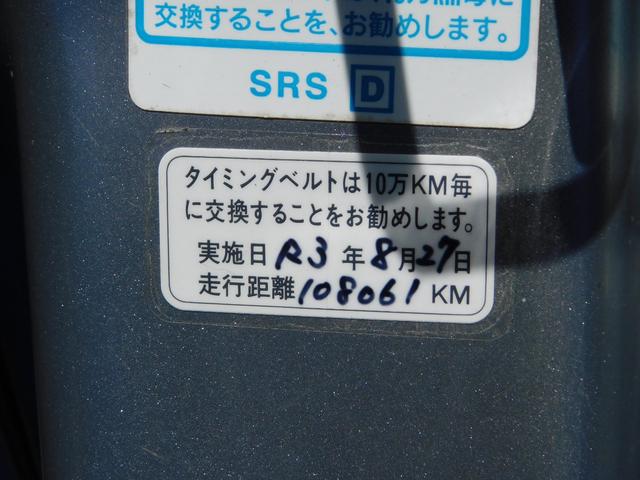 交換することを、お勧めします。
SRS D
タイミングベルトは10万KM毎
に交換することをお勧めします。
実施日 R3 年 8月27日
走行距離 108061 KM